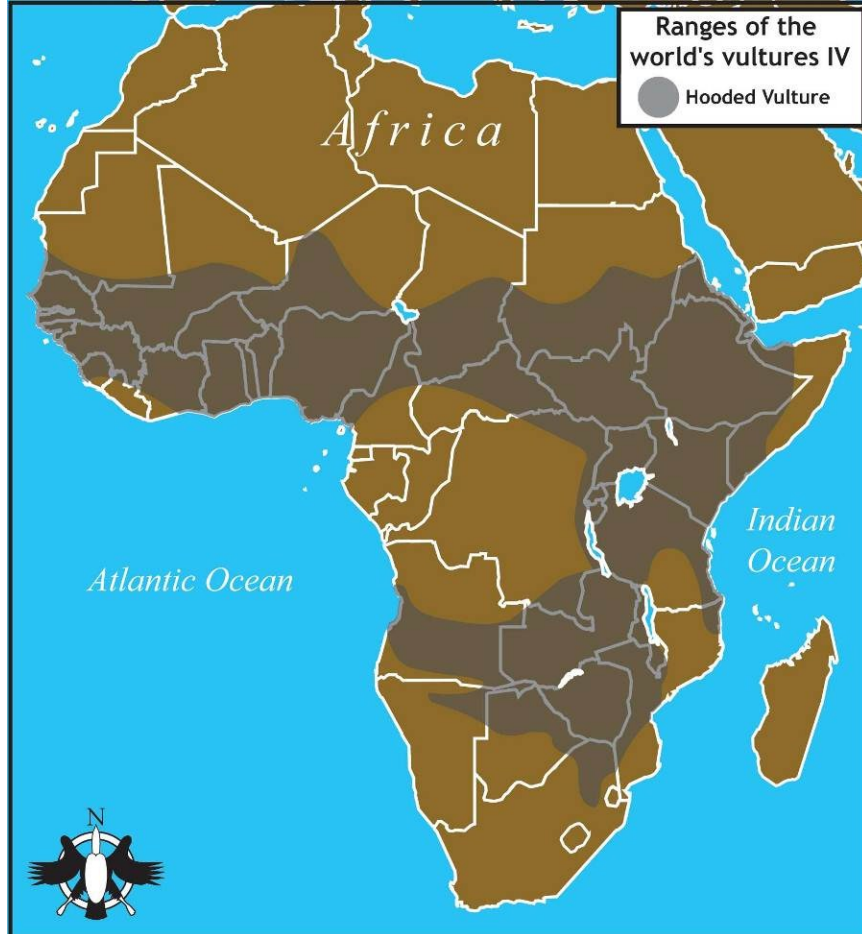 Ranges of the
world's vultures IV
Hooded Vulture
Africa
Indian
Ocean
Atlantic Ocean
N